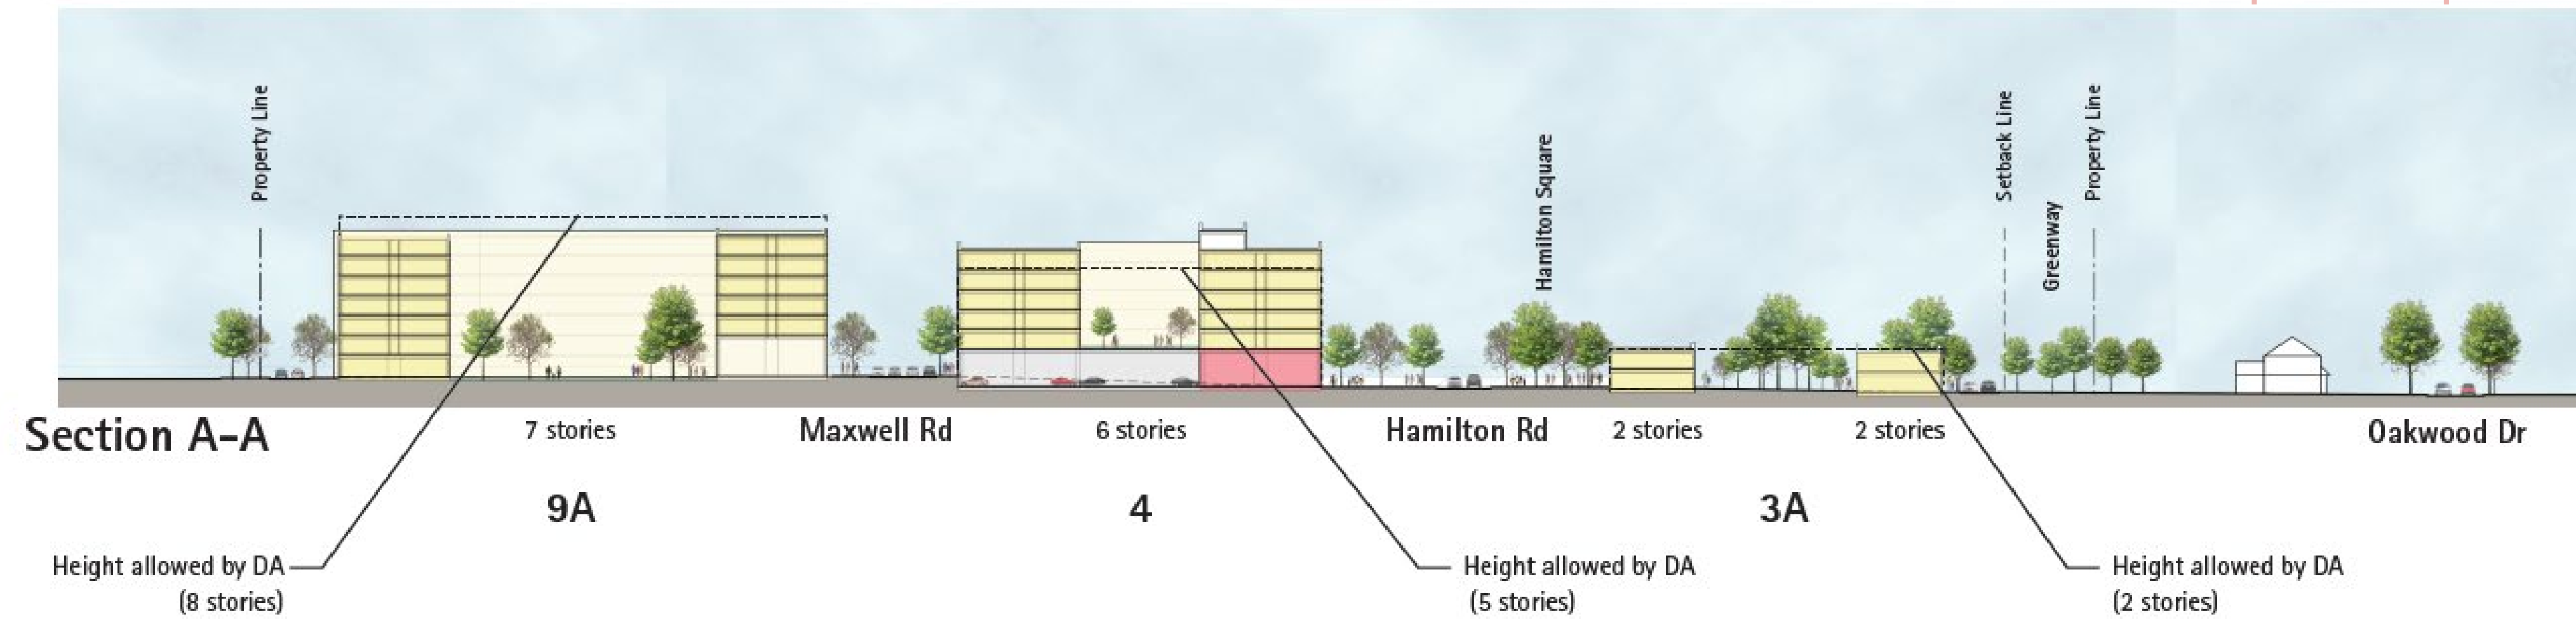 Property Line
Hamilton Square
Setback Line
Greenway
Property Line
Section A-A
7 stories
Maxwell Rd
6 stories
Hamilton Rd
2 stories
2 stories
Oakwood Dr
9A
4
3A
Height allowed by DA
(8 stories)
Height allowed by DA
(5 stories)
Height allowed by DA
(2 stories)